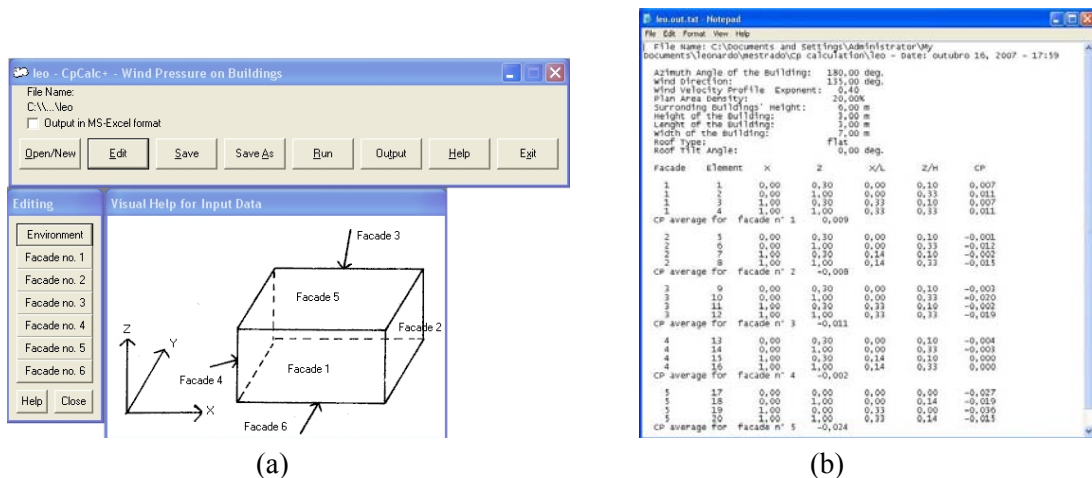 leo - CpCalc+ - Wind Pressure on Buildings
File Name:
C:\\...\leo
Output in MS-Excel format
Open/New Edit Save Save As Run Output Help Exit
Editing
Environment
Facade no. 1
Facade no. 2
Facade no. 3
Facade no. 4
Facade no. 5
Facade no. 6
Help Close
Visual Help for Input Data
Facade 3
Facade 5
Facade 2
Facade 1
Facade 4
Facade 6
Z
Y
X
(a)
leo.out.txt - Notepad
File Edit Format View Help
File Name: C:\Documents and Settings\Administrator\My
Documents\leonardo\mestrado\Cp calculation\leo - Date: outubro 16, 2007 - 17:59
Azimuth Angle of the Building: 180,00 deg.
Wind Direction: 135,00 deg.
Wind Velocity Profile Exponent: 0,40
Plan Area Density: 20,00%
Surronding Buildings' Height: 6,00 m
Height of the Building: 3,00 m
Lenght of the Building: 3,00 m
Width of the Building: 7,00 m
Roof Type: flat
Roof Tilt Angle: 0,00 deg.
Facade Element X Z X/L Z/H CP
1 1 0,00 0,30 0,00 0,10 0,007
1 2 0,00 1,00 0,00 0,33 0,011
1 3 1,00 0,30 0,33 0,10 0,007
1 4 1,00 1,00 0,33 0,33 0,011
CP average for facade n° 1 0,009
2 5 0,00 0,30 0,00 0,10 -0,001
2 6 0,00 1,00 0,00 0,33 -0,012
2 7 1,00 0,30 0,14 0,10 -0,002
2 8 1,00 1,00 0,14 0,33 -0,015
CP average for facade n° 2 -0,008
3 9 0,00 0,30 0,00 0,10 -0,003
3 10 0,00 1,00 0,00 0,33 -0,020
3 11 1,00 0,30 0,33 0,10 -0,002
3 12 1,00 1,00 0,33 0,33 -0,019
CP average for facade n° 3 -0,011
4 13 0,00 0,30 0,00 0,10 -0,004
4 14 0,00 1,00 0,00 0,33 -0,003
4 15 1,00 0,30 0,14 0,10 0,000
4 16 1,00 1,00 0,14 0,33 0,000
CP average for facade n° 4 -0,002
5 17 0,00 0,00 0,00 0,00 -0,027
5 18 0,00 1,00 0,00 0,14 -0,019
5 19 1,00 0,00 0,33 0,00 -0,036
5 20 1,00 1,00 0,33 0,14 -0,015
CP average for facade n° 5 -0,024
(b)